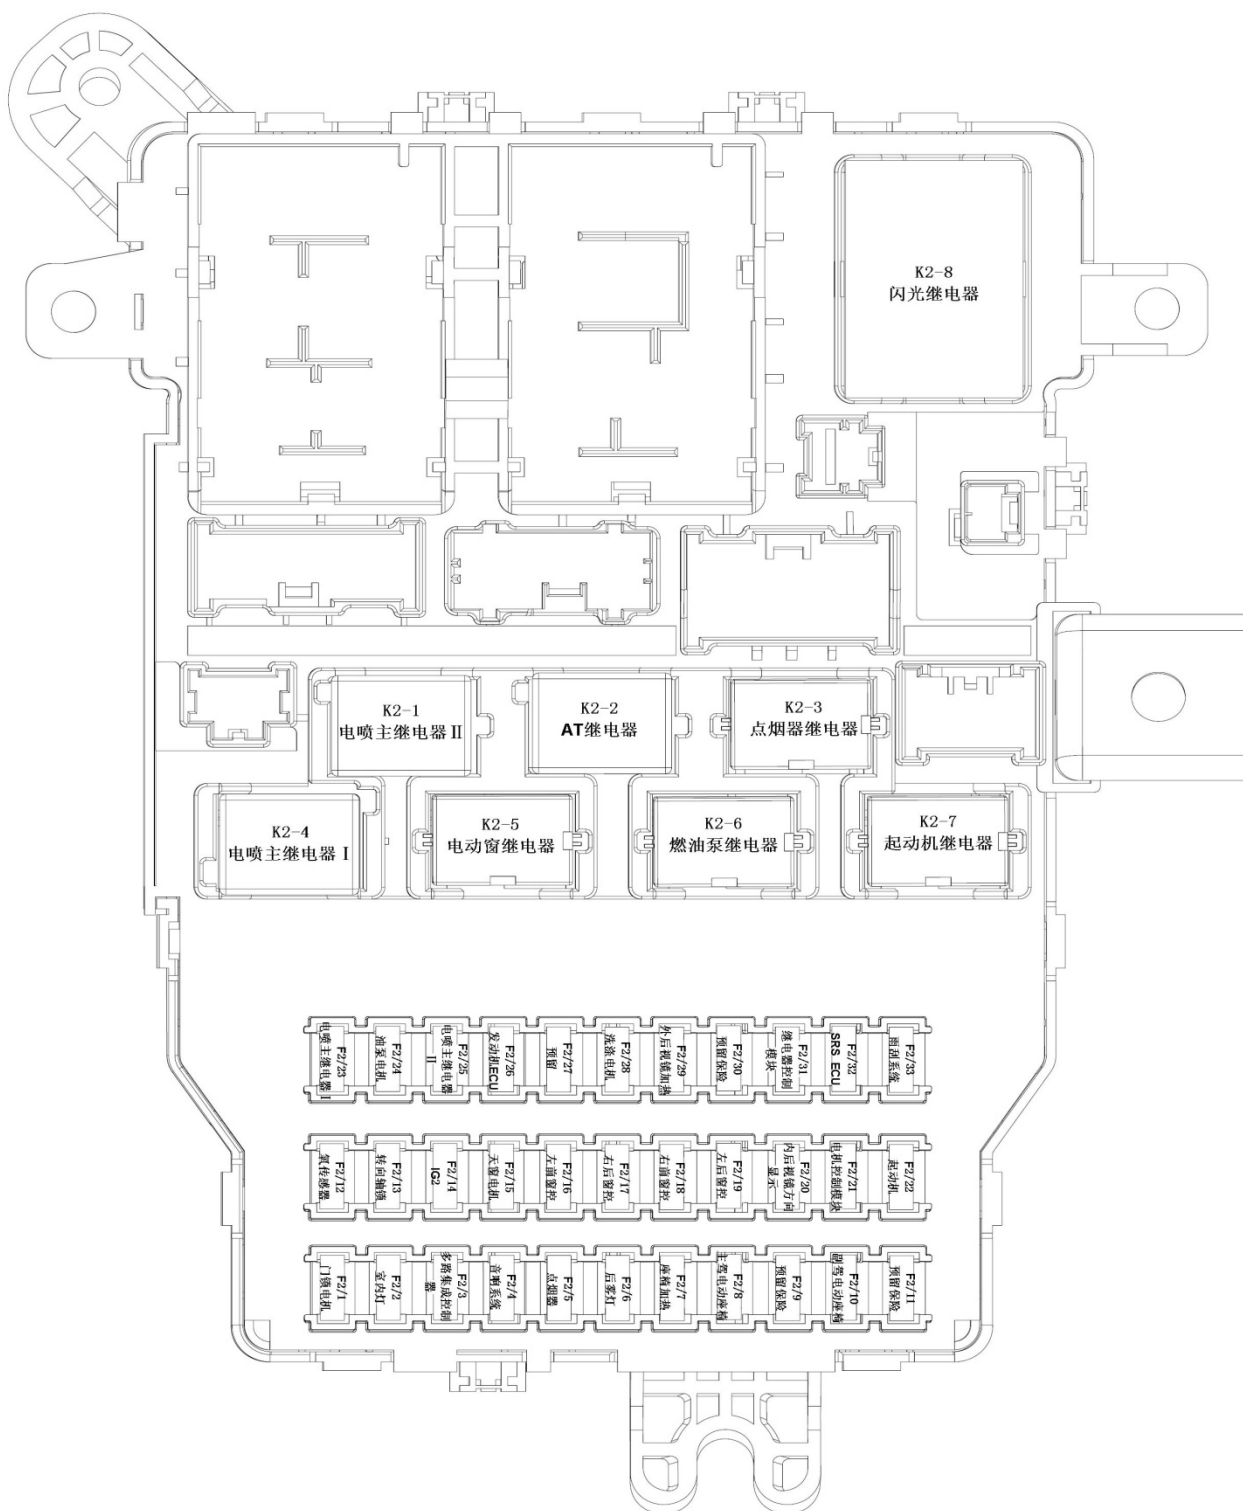 K2-8
闪光继电器
K2-1
电喷主继电器Ⅱ
K2-2
AT继电器
K2-3
点烟器继电器
K2-4
电喷主继电器Ⅰ
K2-5
电动窗继电器
K2-6
燃油泵继电器
K2-7
起动机继电器
F2/23
电喷主继电器Ⅰ
F2/24
油泵电机
F2/25
电喷主继电器
Ⅱ
F2/26
发动机ECU
F2/27
预留
F2/28
洗涤电机
F2/29
外后视镜加热
F2/30
预留保险
F2/31
继电器控制
模块
F2/32
SRS ECU
F2/33
雨刮系统
F2/12
氧传感器
F2/13
转向轴锁
F2/14
IG2
F2/15
天窗电机
F2/16
左前窗控
F2/17
右后窗控
F2/18
右前窗控
F2/19
左后窗控
F2/20
内后视镜方向
显示
F2/21
电机控制模块
F2/22
起动机
F2/1
门锁电机
F2/2
室内灯
F2/3
多路集成控制
器
F2/4
音响系统
F2/5
点烟器
F2/6
后雾灯
F2/7
座椅加热
F2/8
主驾电动座椅
F2/9
预留保险
F2/10
副驾电动座椅
F2/11
预留保险